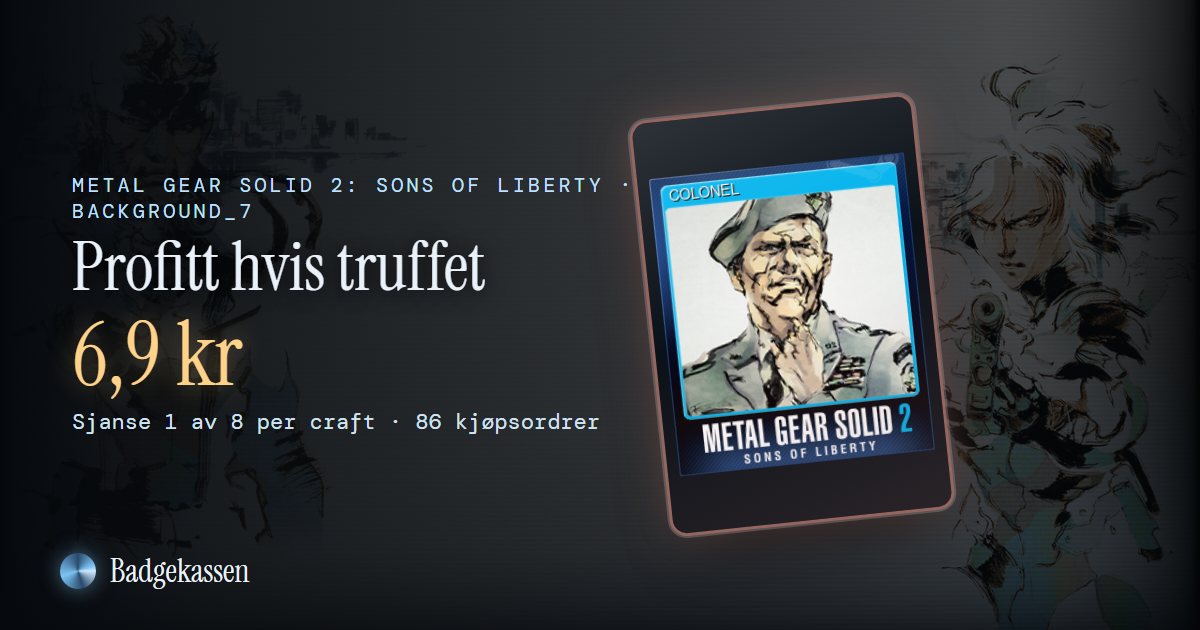 METAL GEAR SOLID 2: SONS OF LIBERTY ·
BACKGROUND_7
Profitt hvis truffet
6,9 kr
Sjanse 1 av 8 per craft · 86 kjøpsordrer
COLONEL
METAL GEAR SOLID 2
SONS OF LIBERTY
Badgekassen